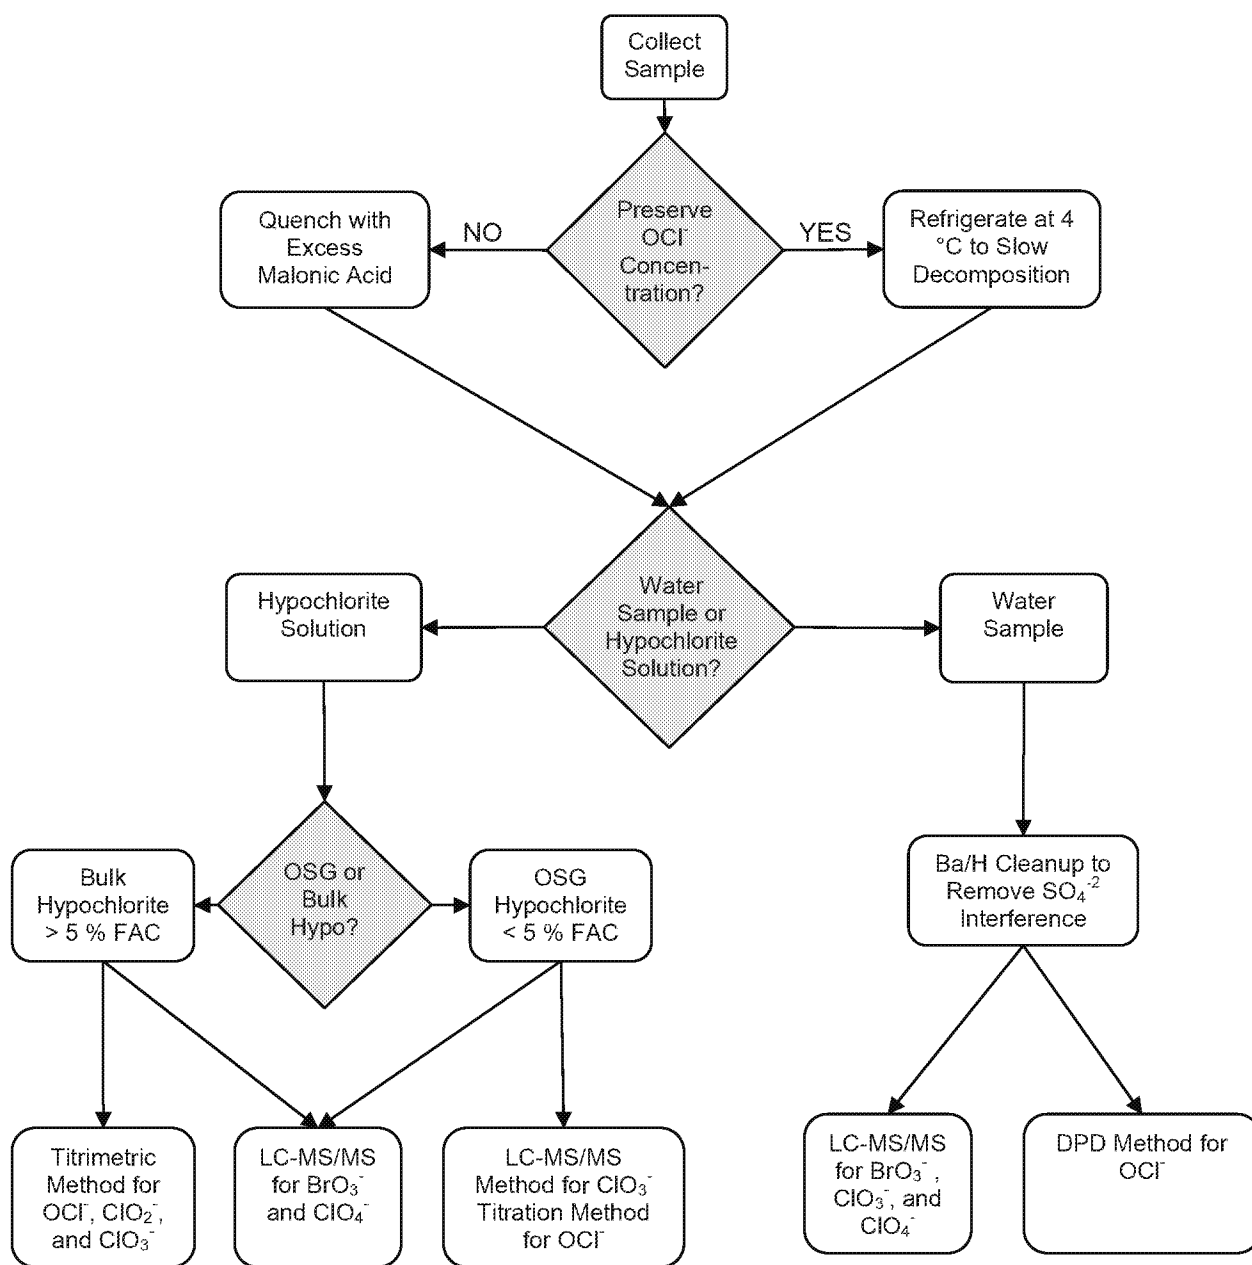 Collect
Sample
Quench with
Excess
Malonic Acid
NO
Preserve
OCl⁻
Concen-
tration?
YES
Refrigerate at 4
°C to Slow
Decomposition
Hypochlorite
Solution
Water
Sample or
Hypochlorite
Solution?
Water
Sample
Bulk
Hypochlorite
> 5 % FAC
OSG or
Bulk
Hypo?
OSG
Hypochlorite
< 5 % FAC
Ba/H Cleanup to
Remove SO₄⁻²
Interference
Titrimetric
Method for
OCl⁻, ClO₂⁻,
and ClO₃⁻
LC-MS/MS
for BrO₃⁻
and ClO₄⁻
LC-MS/MS
Method for ClO₃⁻
Titration Method
for OCl⁻
LC-MS/MS
for BrO₃⁻,
ClO₃⁻, and
ClO₄⁻
DPD Method for
OCl⁻